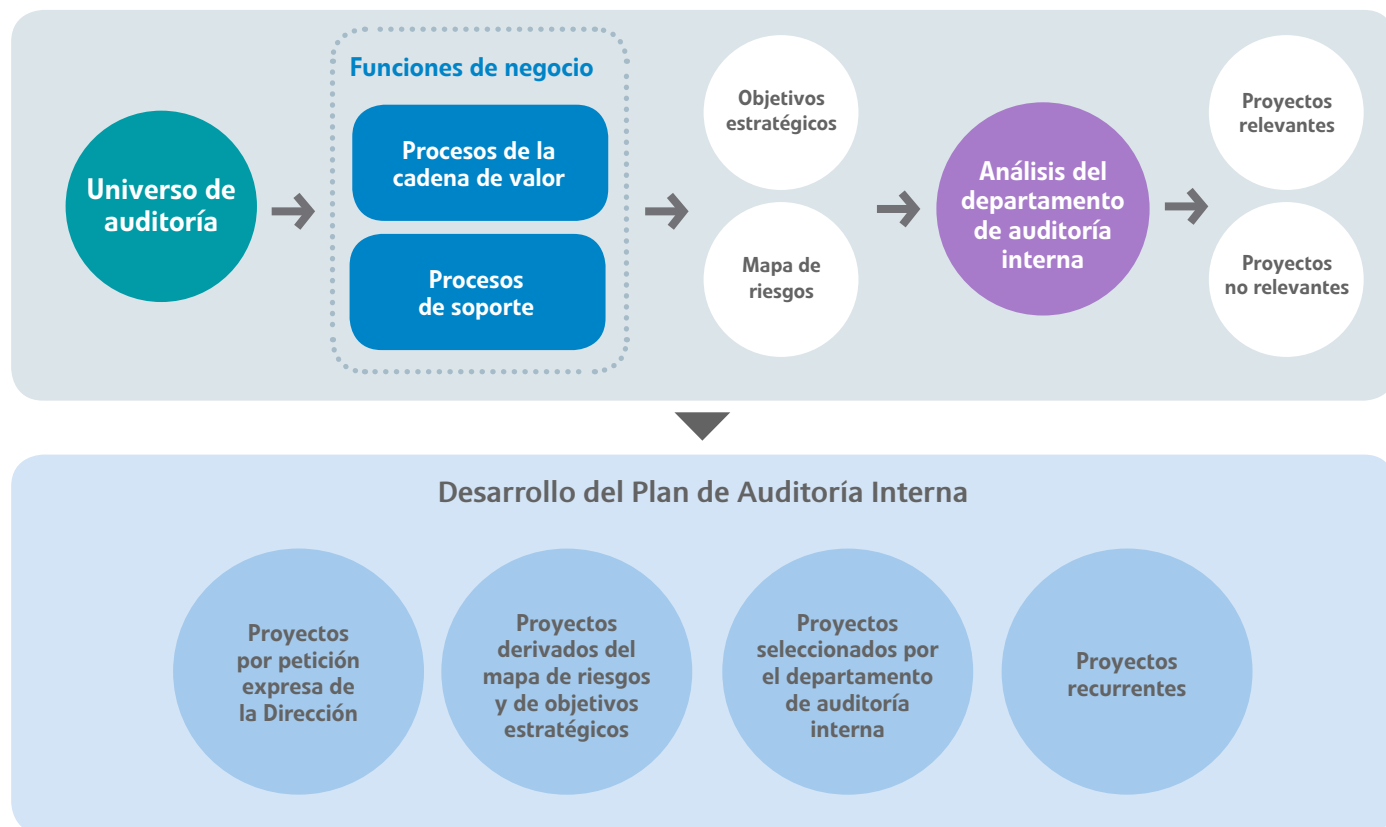 Universo de
auditoría
Funciones de negocio
Procesos de la
cadena de valor
Procesos
de soporte
Objetivos
estratégicos
Mapa de
riesgos
Análisis del
departamento
de auditoría
interna
Proyectos
relevantes
Proyectos
no relevantes
Desarrollo del Plan de Auditoría Interna
Proyectos
por petición
expresa de
la Dirección
Proyectos
derivados del
mapa de riesgos
y de objetivos
estratégicos
Proyectos
seleccionados por
el departamento
de auditoría
interna
Proyectos
recurrentes